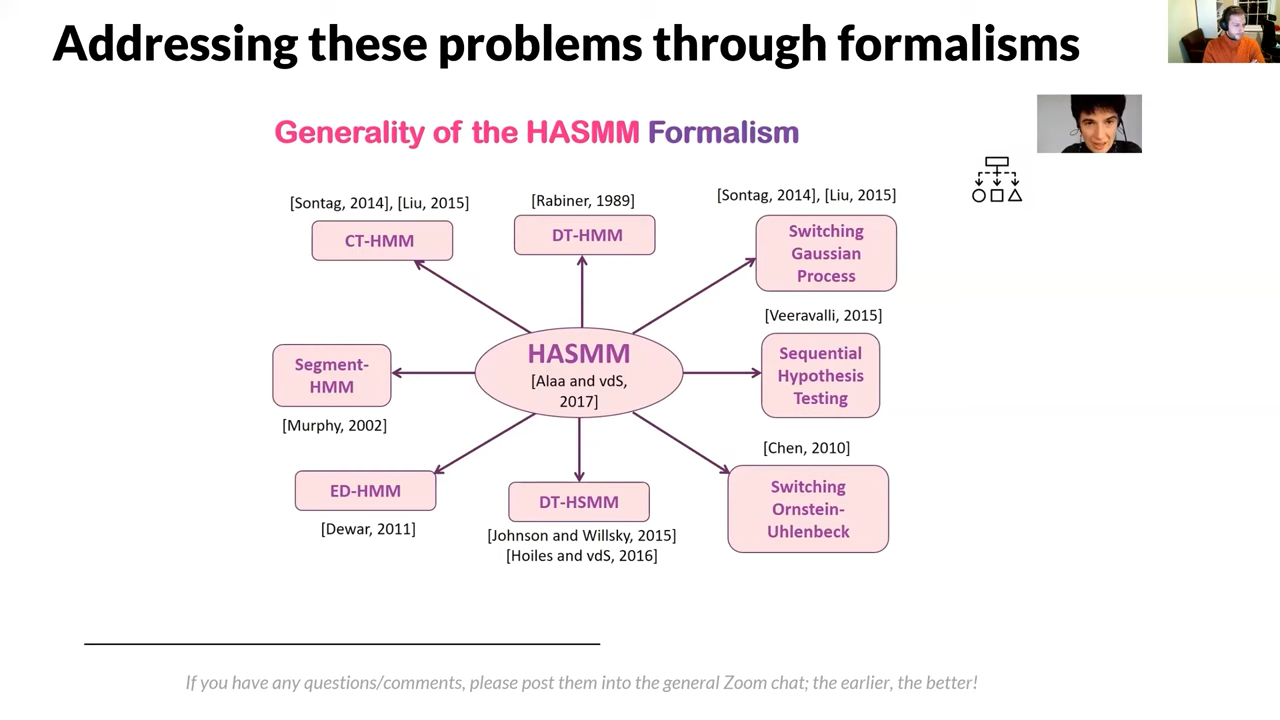 Addressing these problems through formalisms
Generality of the HASMM Formalism
[Sontag, 2014], [Liu, 2015]
CT-HMM
[Rabiner, 1989]
DT-HMM
[Sontag, 2014], [Liu, 2015]
Switching
Gaussian
Process
[Veeravalli, 2015]
Sequential
Hypothesis
Testing
HASMM
[Alaa and vdS,
2017]
Segment-
HMM
[Murphy, 2002]
[Chen, 2010]
Switching
Ornstein-
Uhlenbeck
ED-HMM
[Dewar, 2011]
DT-HSMM
[Johnson and Willsky, 2015]
[Hoiles and vdS, 2016]
If you have any questions/comments, please post them into the general Zoom chat; the earlier, the better!